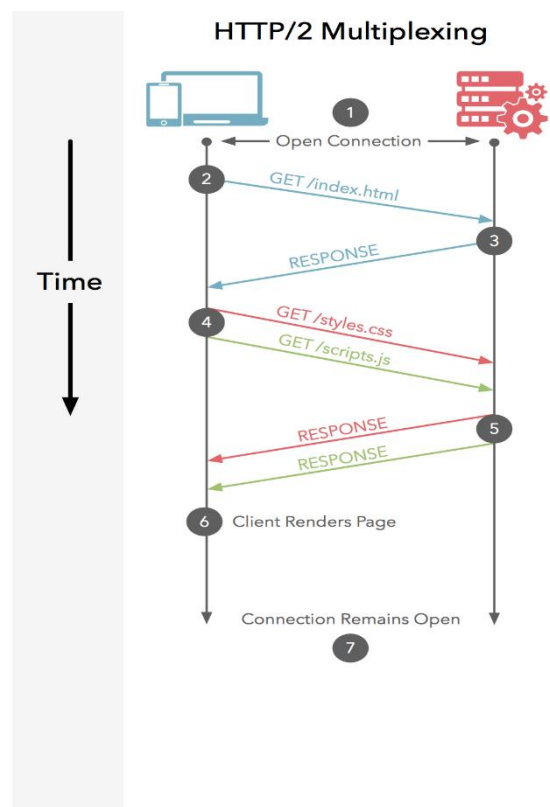 HTTP/2 Multiplexing
1
Open Connection
2
GET /index.html
3
RESPONSE
Time
4
GET /styles.css
GET /scripts.js
5
RESPONSE
RESPONSE
6
Client Renders Page
Connection Remains Open
7